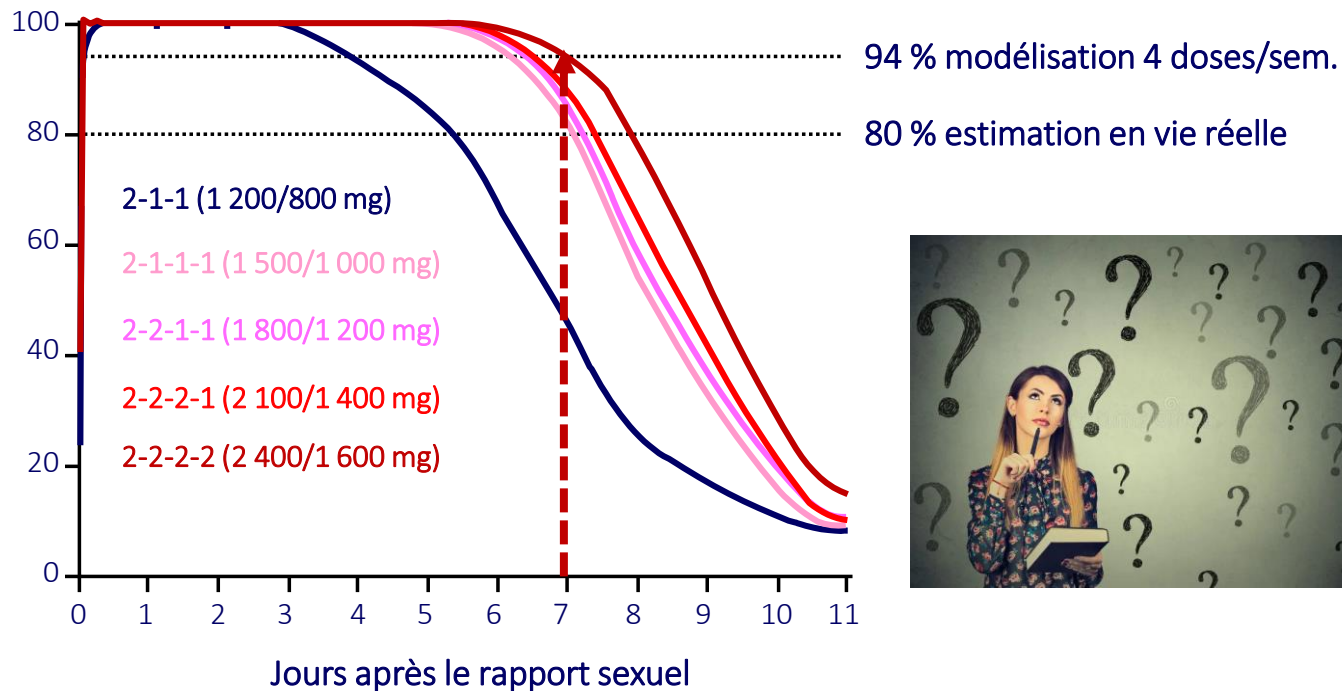 100
80
60
40
20
0
94 % modélisation 4 doses/sem.
80 % estimation en vie réelle
2-1-1 (1 200/800 mg)
2-1-1-1 (1 500/1 000 mg)
2-2-1-1 (1 800/1 200 mg)
2-2-2-1 (2 100/1 400 mg)
2-2-2-2 (2 400/1 600 mg)
0 1 2 3 4 5 6 7 8 9 10 11
Jours après le rapport sexuel